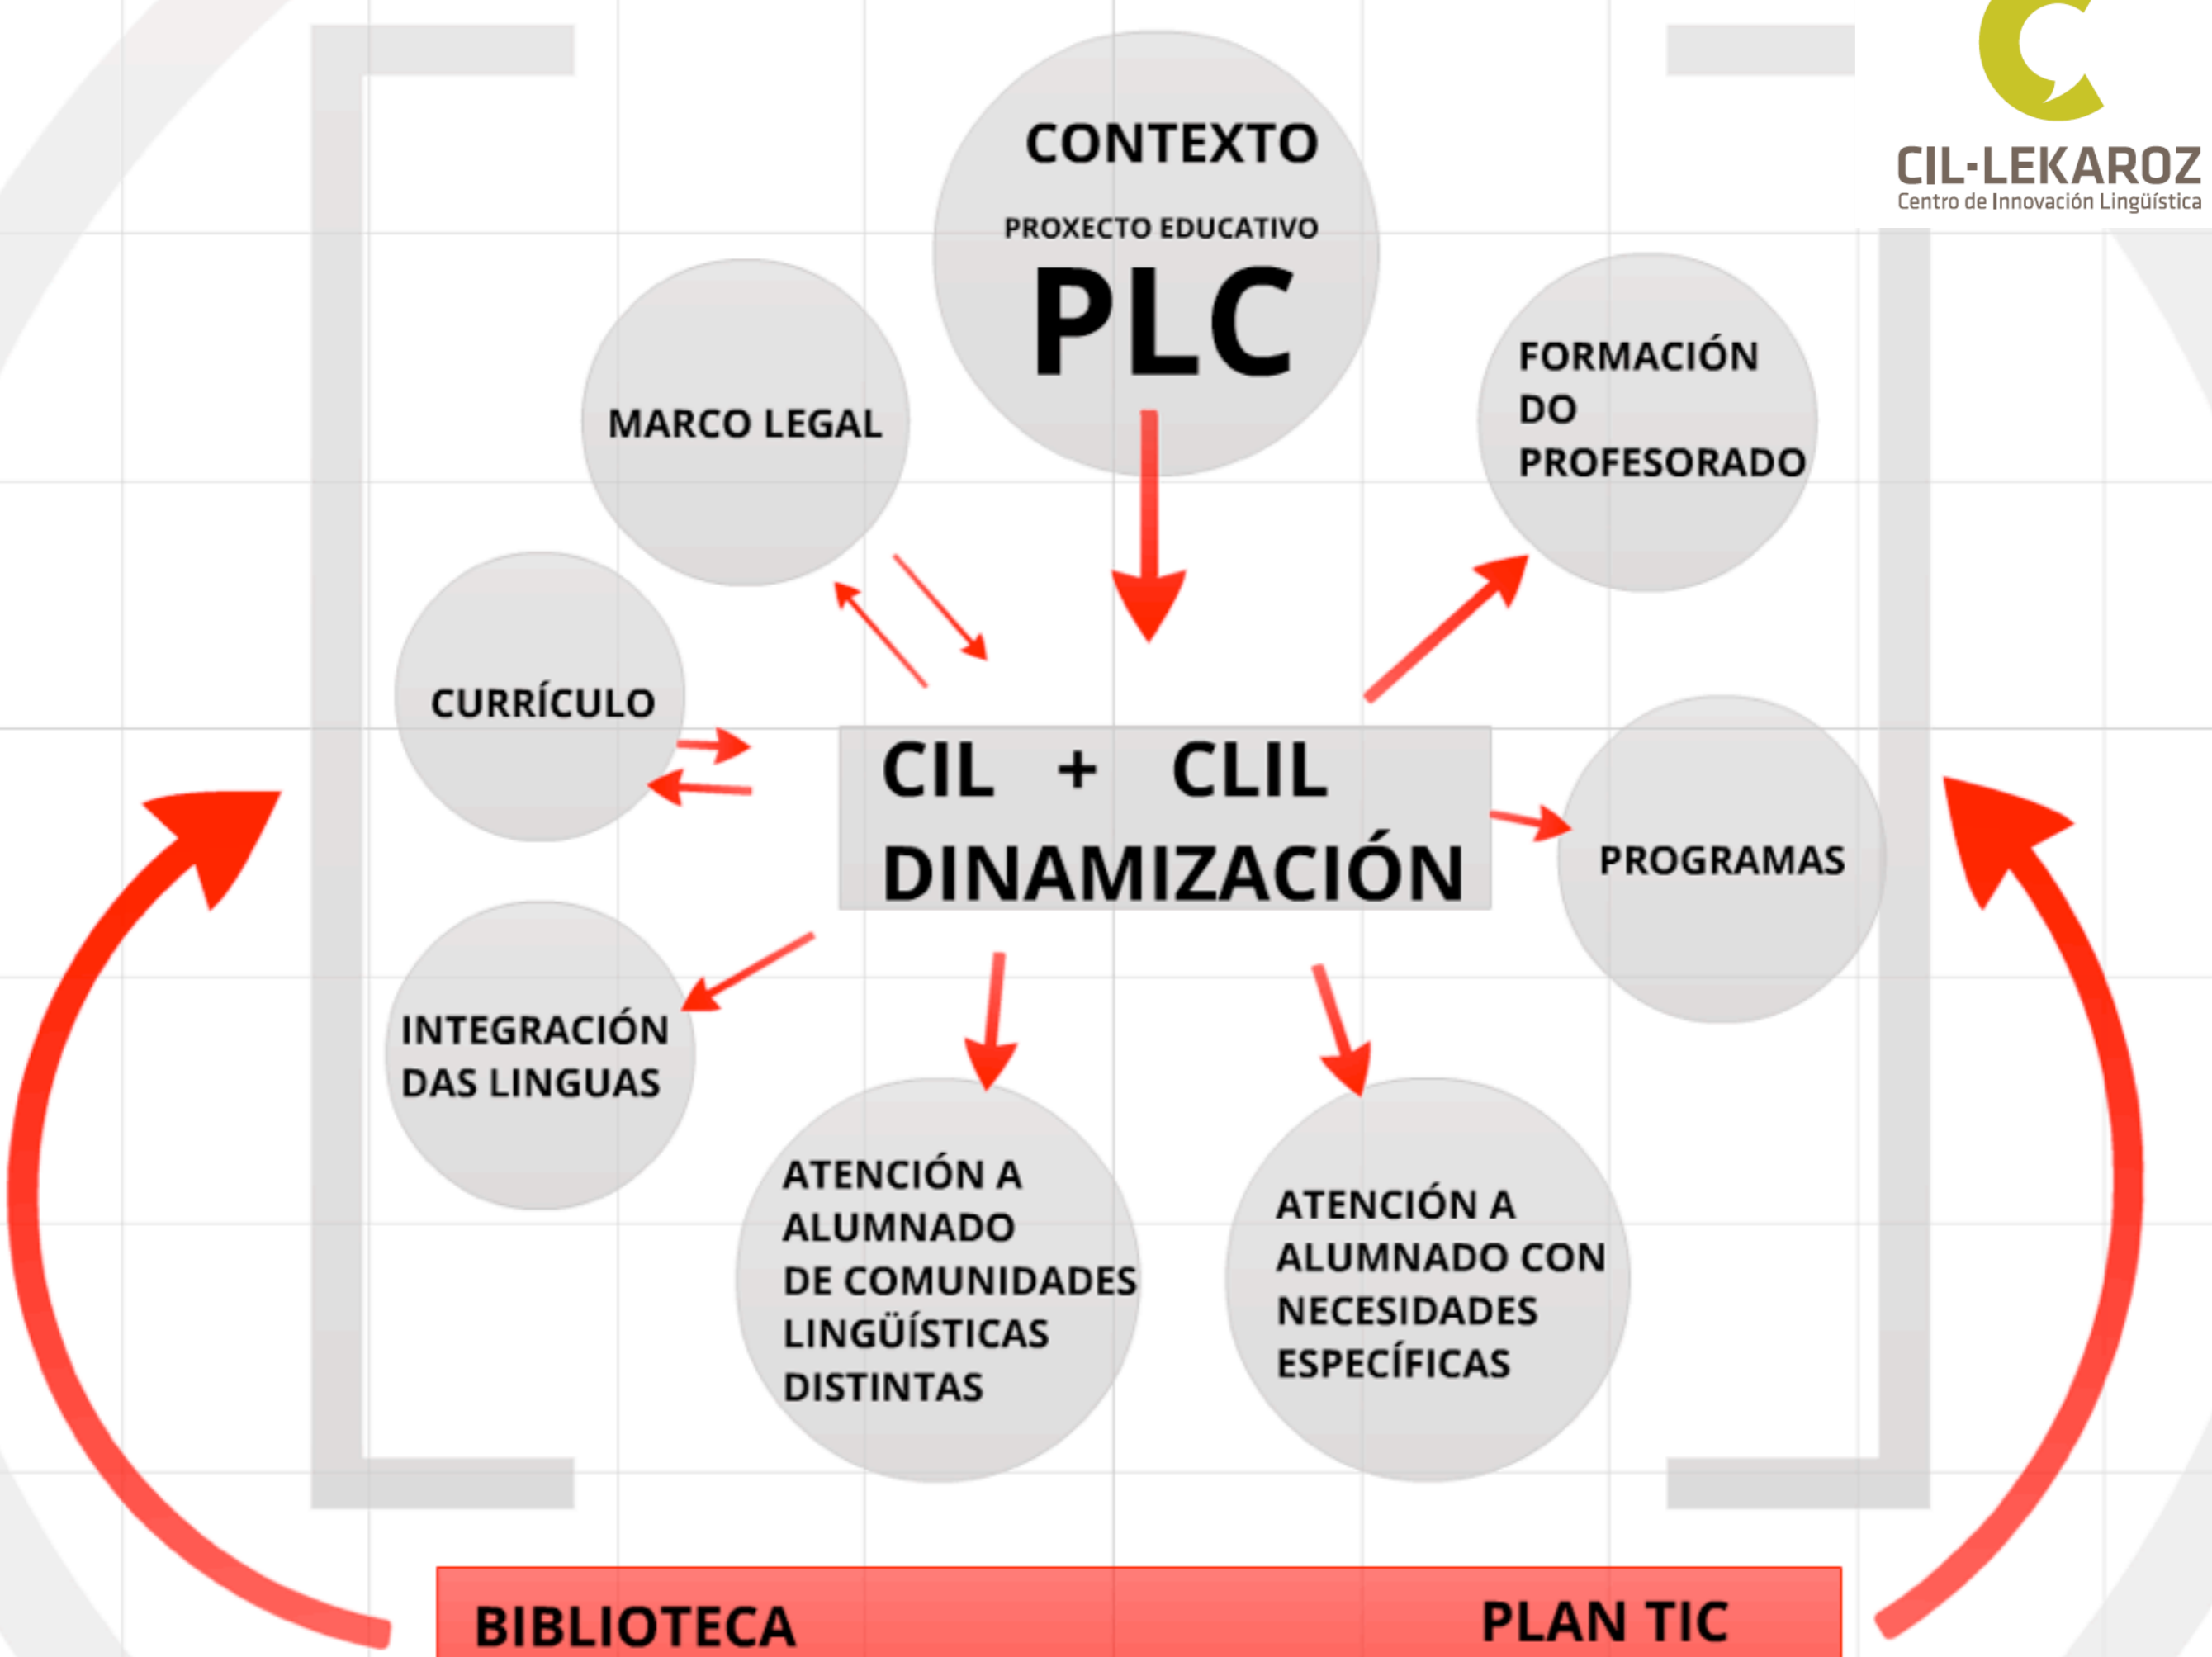 CIL-LEKAROZ
Centro de Innovación Lingüística
CONTEXTO
PROXECTO EDUCATIVO
PLC
MARCO LEGAL
FORMACIÓN
DO
PROFESORADO
CURRÍCULO
CIL + CLIL
DINAMIZACIÓN
PROGRAMAS
INTEGRACIÓN
DAS LINGUAS
ATENCIÓN A
ALUMNADO
DE COMUNIDADES
LINGÜÍSTICAS
DISTINTAS
ATENCIÓN A
ALUMNADO CON
NECESIDADES
ESPECÍFICAS
BIBLIOTECA
PLAN TIC